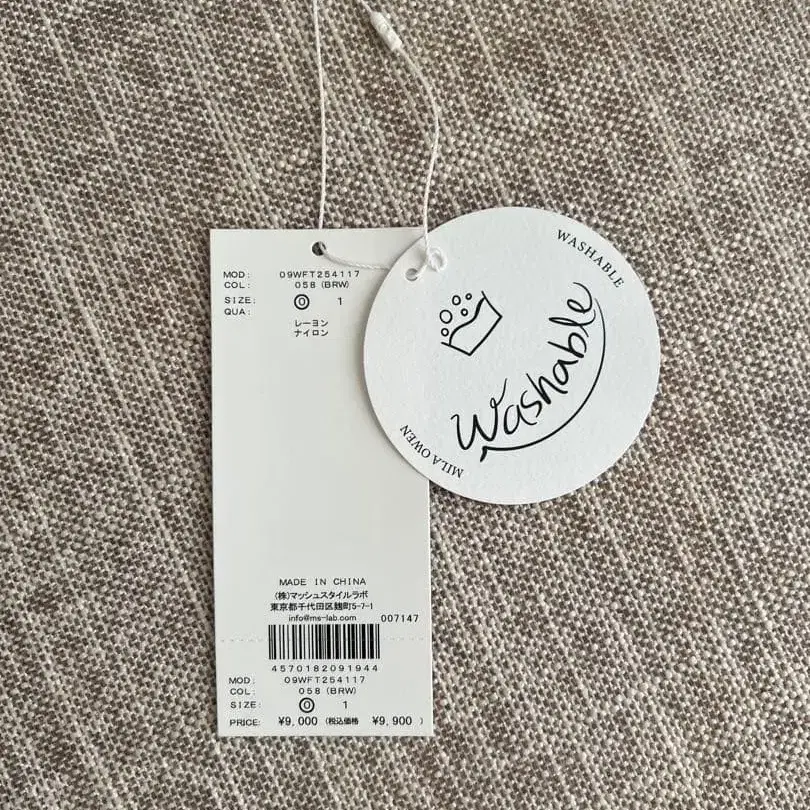 MOD: 09WFT254117
COL: 058 (BRW)
SIZE: 0 1
QUA:
レーヨン
ナイロン
MADE IN CHINA
(株)マッシュスタイルラボ
東京都千代田区麹町5-7-1
info@ms-lab.com 007147
4570182091944
MOD: 09WFT254117
COL: 058 (BRW)
SIZE: 0 1
PRICE: ¥9,000 (税込価格 ¥9,900 )
WASHABLE
Washable
MILA OWEN